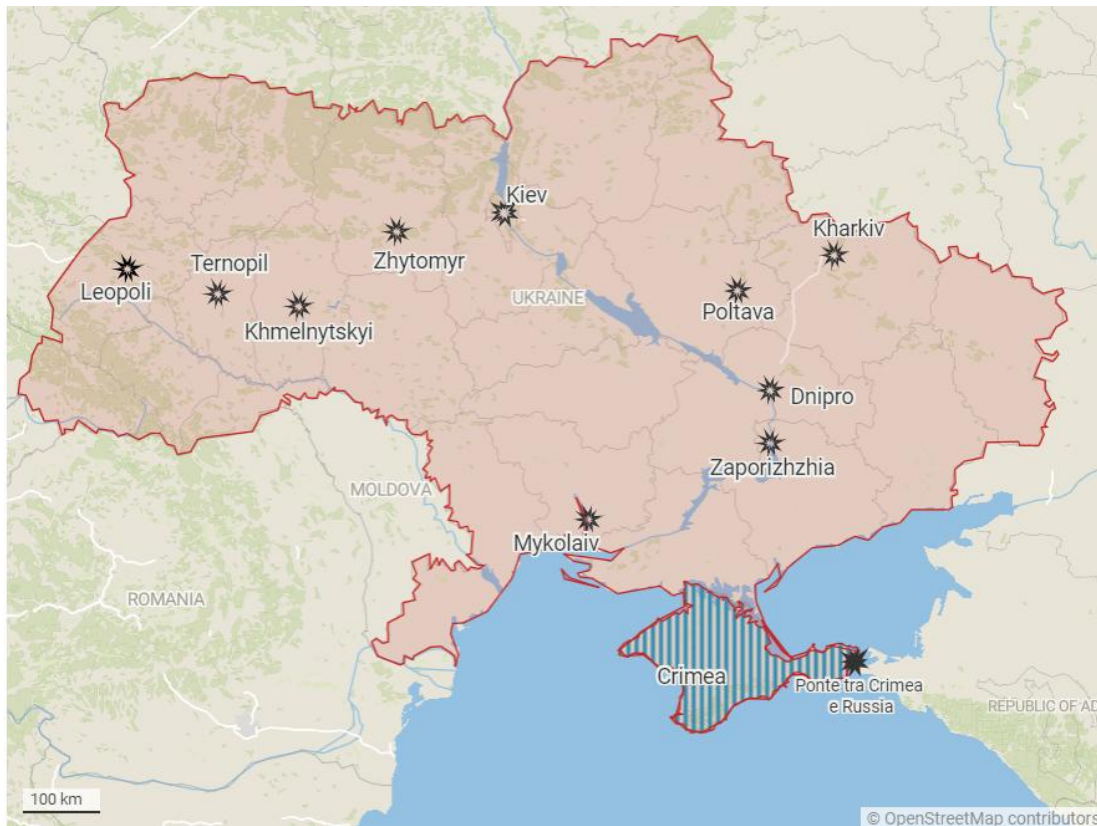 Kiev
Kharkiv
Zhytomyr
Ternopil
Leopoli
UKRAINE
Poltava
Khmelnytskyi
Dnipro
Zaporizhzhia
MOLDOVA
Mykolaiv
ROMANIA
Crimea
Ponte tra Crimea
e Russia
REPUBLIC OF AD
100 km
© OpenStreetMap contributors